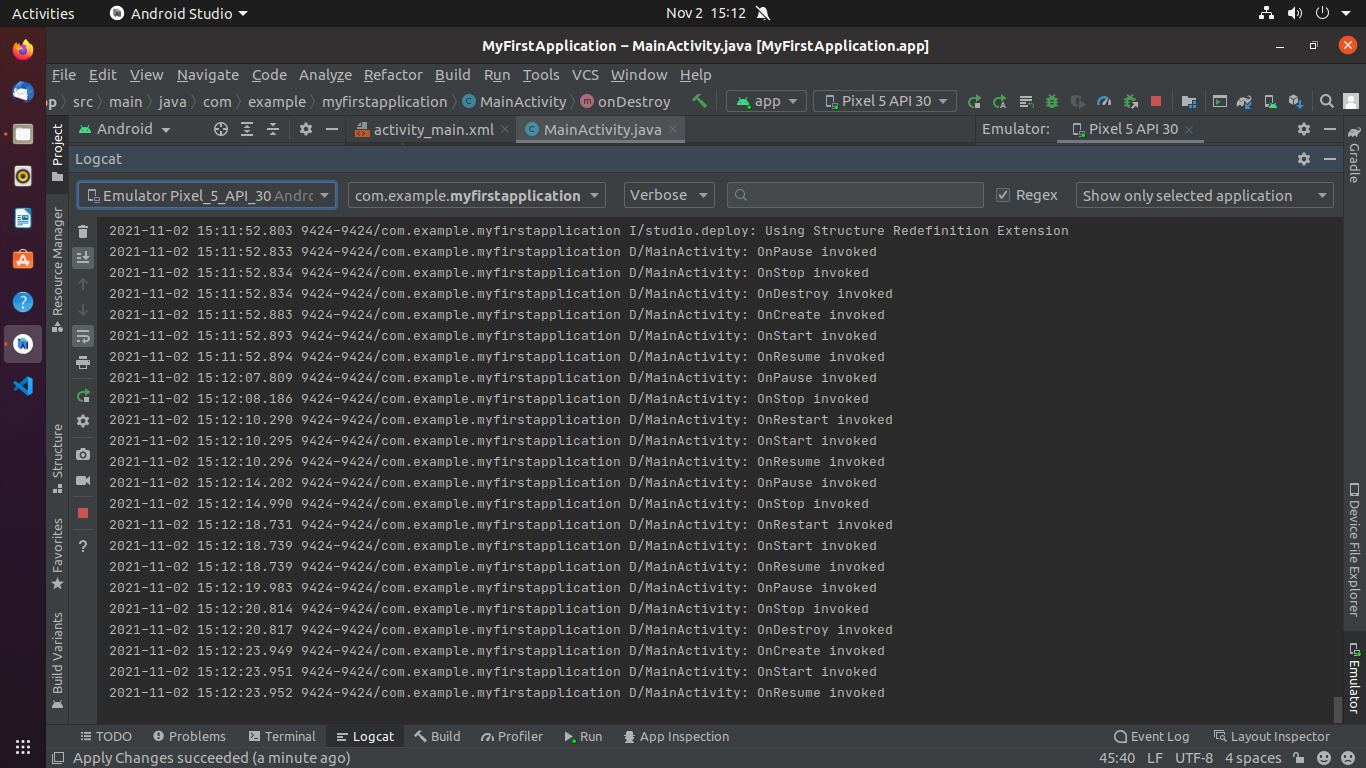 Activities Android Studio Nov 2 15:12
MyFirstApplication – MainActivity.java [MyFirstApplication.app]
File Edit View Navigate Code Analyze Refactor Build Run Tools VCS Window Help
src main java com example myfirstapplication MainActivity onDestroy app Pixel 5 API 30
Android activity_main.xml MainActivity.java Emulator: Pixel 5 API 30
Logcat
Emulator Pixel_5_API_30 com.example.myfirstapplication Verbose Regex Show only selected application
2021-11-02 15:11:52.803 9424-9424/com.example.myfirstapplication I/studio.deploy: Using Structure Redefinition Extension
2021-11-02 15:11:52.833 9424-9424/com.example.myfirstapplication D/MainActivity: OnPause invoked
2021-11-02 15:11:52.834 9424-9424/com.example.myfirstapplication D/MainActivity: OnStop invoked
2021-11-02 15:11:52.834 9424-9424/com.example.myfirstapplication D/MainActivity: OnDestroy invoked
2021-11-02 15:11:52.883 9424-9424/com.example.myfirstapplication D/MainActivity: OnCreate invoked
2021-11-02 15:11:52.893 9424-9424/com.example.myfirstapplication D/MainActivity: OnStart invoked
2021-11-02 15:11:52.894 9424-9424/com.example.myfirstapplication D/MainActivity: OnResume invoked
2021-11-02 15:12:07.809 9424-9424/com.example.myfirstapplication D/MainActivity: OnPause invoked
2021-11-02 15:12:08.186 9424-9424/com.example.myfirstapplication D/MainActivity: OnStop invoked
2021-11-02 15:12:10.290 9424-9424/com.example.myfirstapplication D/MainActivity: OnRestart invoked
2021-11-02 15:12:10.295 9424-9424/com.example.myfirstapplication D/MainActivity: OnStart invoked
2021-11-02 15:12:10.296 9424-9424/com.example.myfirstapplication D/MainActivity: OnResume invoked
2021-11-02 15:12:14.202 9424-9424/com.example.myfirstapplication D/MainActivity: OnPause invoked
2021-11-02 15:12:14.990 9424-9424/com.example.myfirstapplication D/MainActivity: OnStop invoked
2021-11-02 15:12:18.731 9424-9424/com.example.myfirstapplication D/MainActivity: OnRestart invoked
2021-11-02 15:12:18.739 9424-9424/com.example.myfirstapplication D/MainActivity: OnStart invoked
2021-11-02 15:12:18.739 9424-9424/com.example.myfirstapplication D/MainActivity: OnResume invoked
2021-11-02 15:12:19.983 9424-9424/com.example.myfirstapplication D/MainActivity: OnPause invoked
2021-11-02 15:12:20.814 9424-9424/com.example.myfirstapplication D/MainActivity: OnStop invoked
2021-11-02 15:12:20.817 9424-9424/com.example.myfirstapplication D/MainActivity: OnDestroy invoked
2021-11-02 15:12:23.949 9424-9424/com.example.myfirstapplication D/MainActivity: OnCreate invoked
2021-11-02 15:12:23.951 9424-9424/com.example.myfirstapplication D/MainActivity: OnStart invoked
2021-11-02 15:12:23.952 9424-9424/com.example.myfirstapplication D/MainActivity: OnResume invoked
Project
Resource Manager
Structure
Favorites
Build Variants
Gradle
Device File Explorer
Emulator
TODO Problems Terminal Logcat Build Profiler Run App Inspection Event Log Layout Inspector
Apply Changes succeeded (a minute ago) 45:40 LF UTF-8 4 spaces